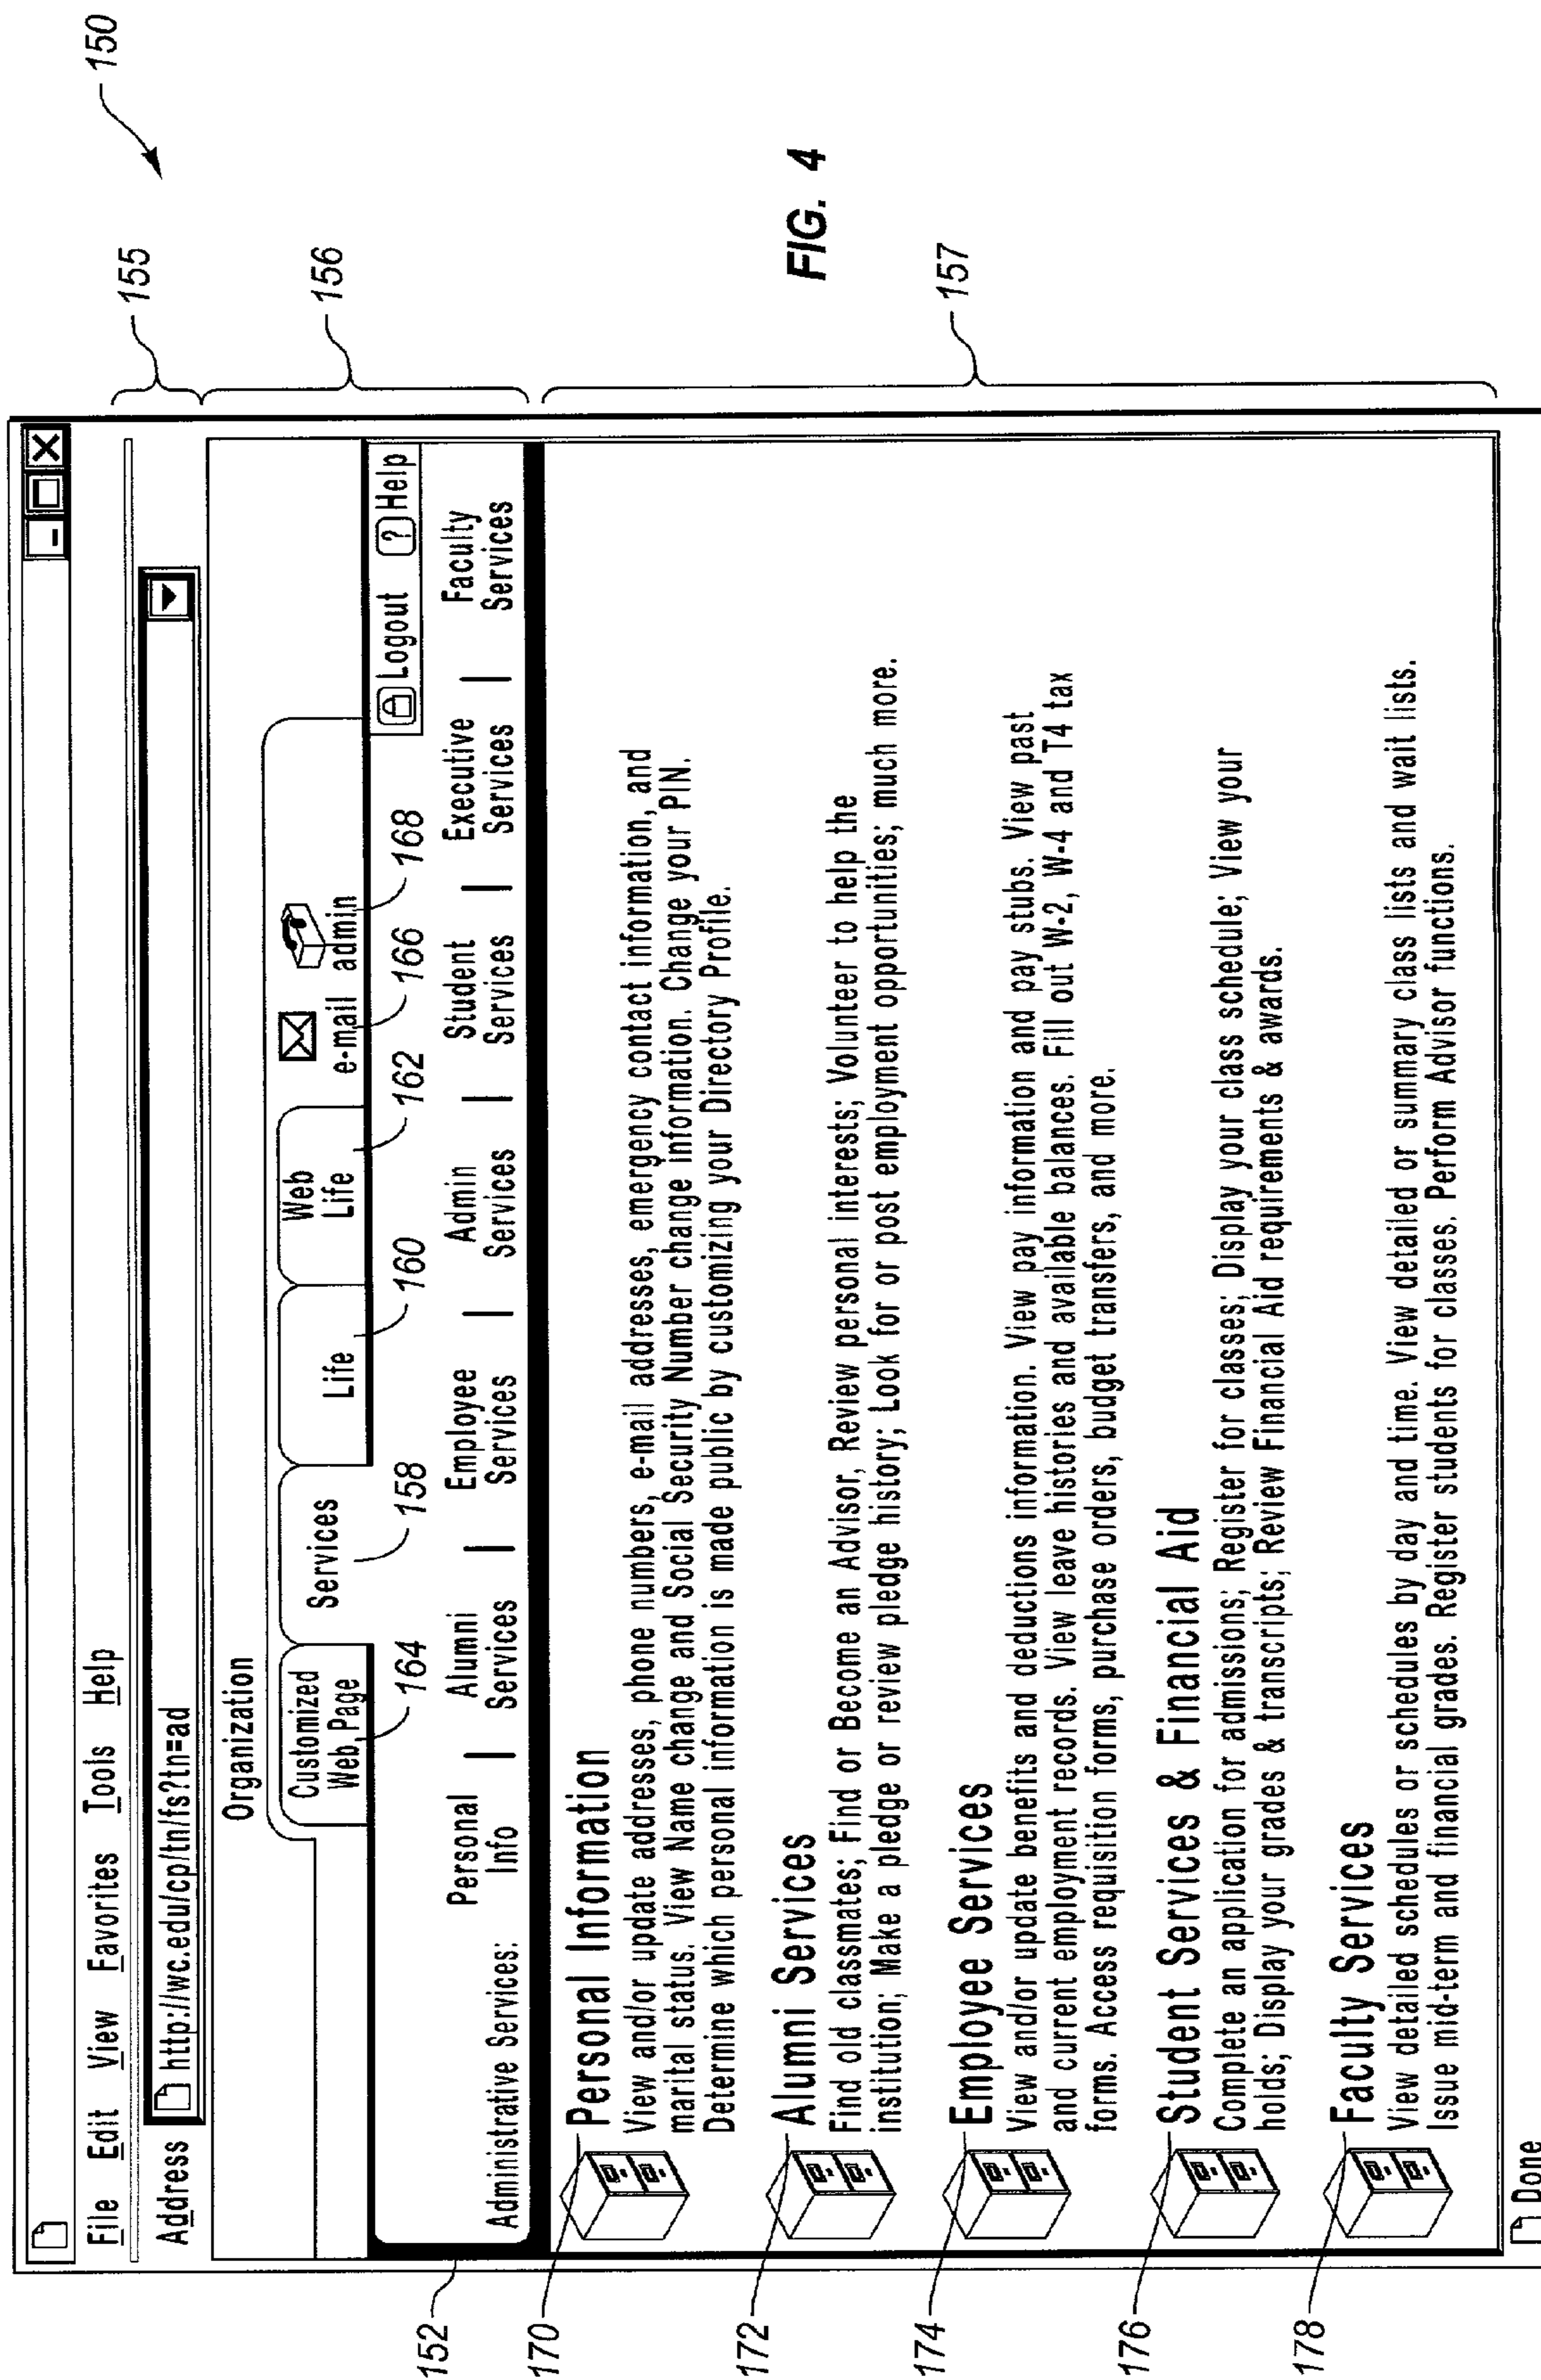 150
155
156
FIG. 4
157
File Edit View Favorites Tools Help
Address http://wc.edu/cp/tn/fs?tn=ad
Organization
Customized
Web Page
Services
Life
Web
Life
e-mail
admin
164
158
160
162
166
168
Logout ? Help
Administrative Services:
Personal
Info
|
Alumni
Services
|
Employee
Services
|
Admin
Services
|
Student
Services
|
Executive
Services
|
Faculty
Services
152
170
Personal Information
View and/or update addresses, phone numbers, e-mail addresses, emergency contact information, and
marital status. View Name change and Social Security Number change information. Change your PIN.
Determine which personal information is made public by customizing your Directory Profile.
172
Alumni Services
Find old classmates; Find or Become an Advisor, Review personal interests; Volunteer to help the
institution; Make a pledge or review pledge history; Look for or post employment opportunities; much more.
174
Employee Services
View and/or update benefits and deductions information. View pay information and pay stubs. View past
and current employment records. View leave histories and available balances. Fill out W-2, W-4 and T4 tax
forms. Access requisition forms, purchase orders, budget transfers, and more.
176
Student Services & Financial Aid
Complete an application for admissions; Register for classes; Display your class schedule; View your
holds; Display your grades & transcripts; Review Financial Aid requirements & awards.
178
Faculty Services
View detailed schedules or schedules by day and time. View detailed or summary class lists and wait lists.
Issue mid-term and financial grades. Register students for classes. Perform Advisor functions.
Done